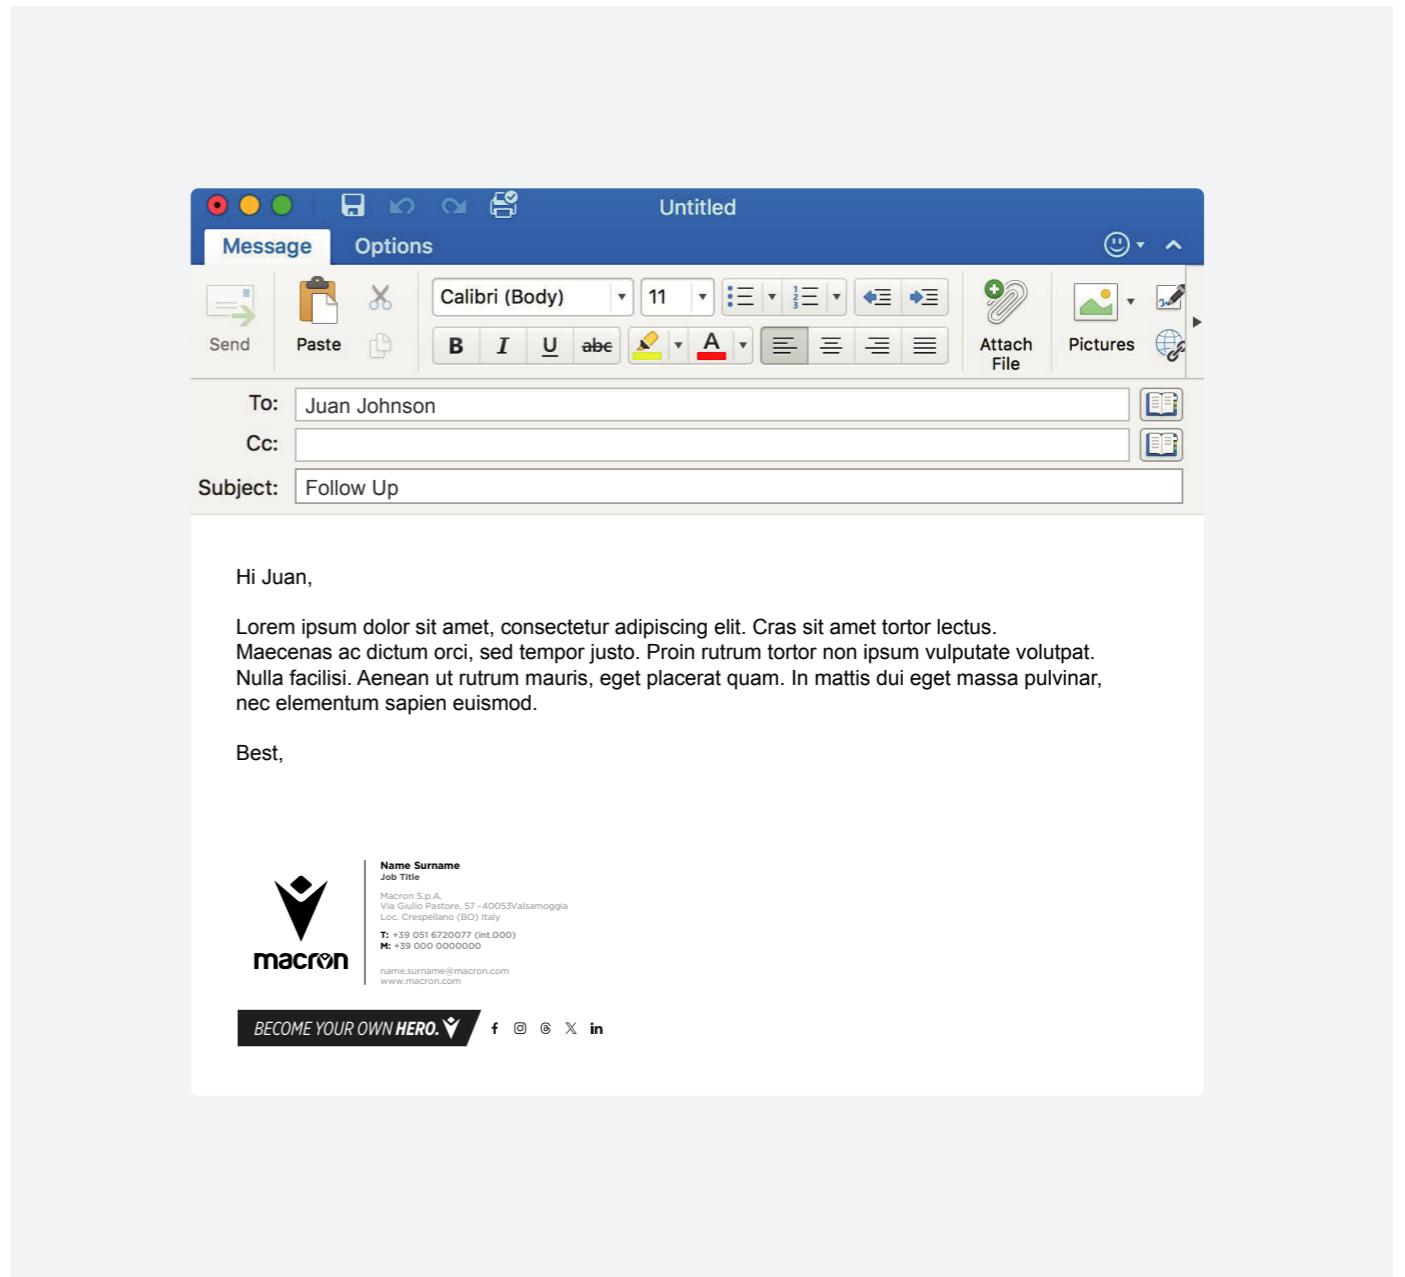 Untitled
Message Options
Calibri (Body) 11
Send Paste B I U abc A Attach File Pictures
To: Juan Johnson
Cc:
Subject: Follow Up
Hi Juan,
Lorem ipsum dolor sit amet, consectetur adipiscing elit. Cras sit amet tortor lectus.
Maecenas ac dictum orci, sed tempor justo. Proin rutrum tortor non ipsum vulputate volutpat.
Nulla facilisi. Aenean ut rutrum mauris, eget placerat quam. In mattis dui eget massa pulvinar,
nec elementum sapien euismod.
Best,
macron
Name Surname
Job Title
Macron S.p.A.
Via Giulio Pastore, 57 - 40053Valsamoggia
Loc. Crespellano (BO) Italy
T: +39 051 6720077 (int.000)
M: +39 000 0000000
name.surname@macron.com
www.macron.com
BECOME YOUR OWN HERO.